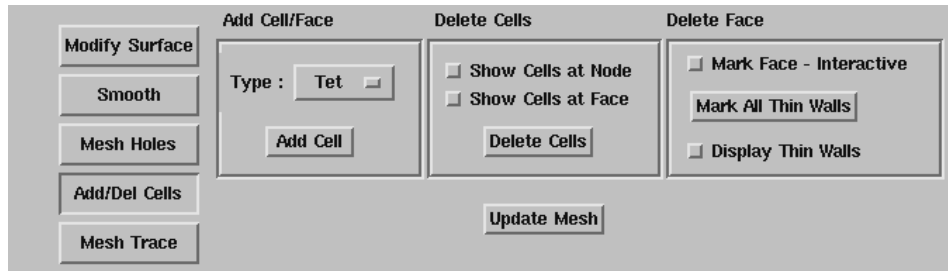 Add Cell/Face
Delete Cells
Delete Face
Modify Surface
Smooth
Mesh Holes
Add/Del Cells
Mesh Trace
Type : Tet
Add Cell
Show Cells at Node
Show Cells at Face
Delete Cells
Mark Face - Interactive
Mark All Thin Walls
Display Thin Walls
Update Mesh